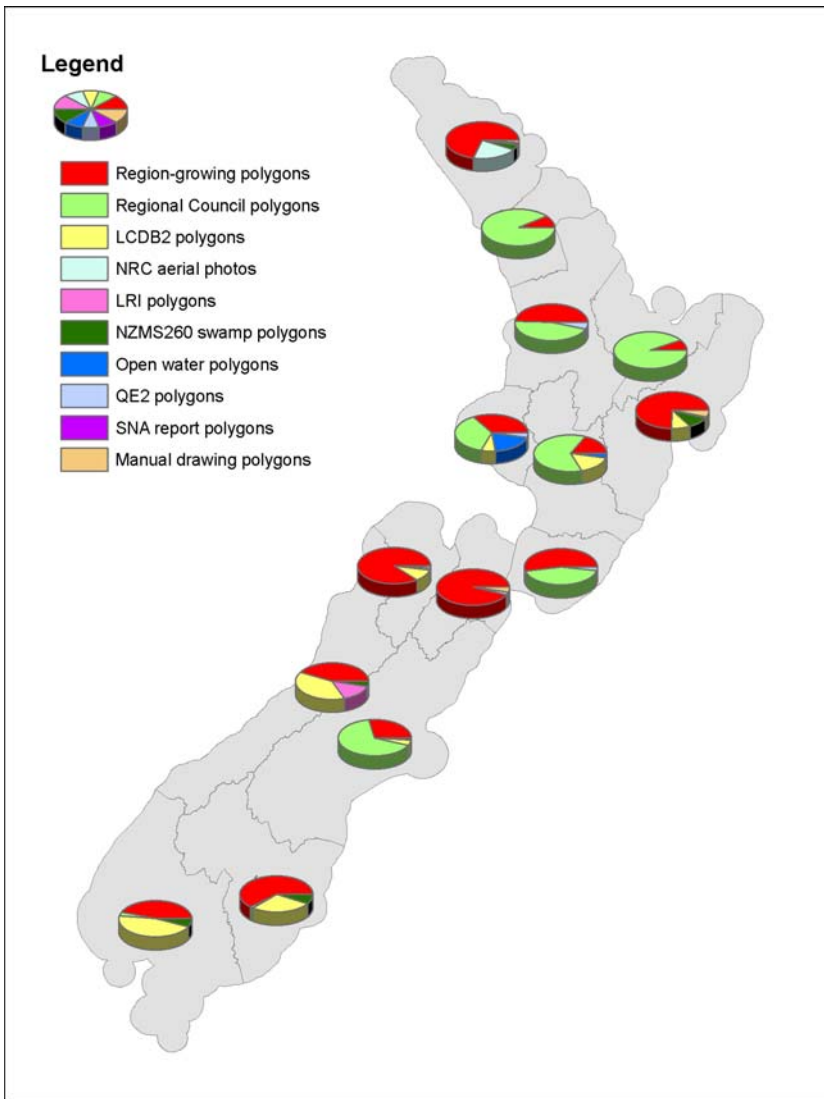 Legend
Region-growing polygons
Regional Council polygons
LCDB2 polygons
NRC aerial photos
LRI polygons
NZMS260 swamp polygons
Open water polygons
QE2 polygons
SNA report polygons
Manual drawing polygons